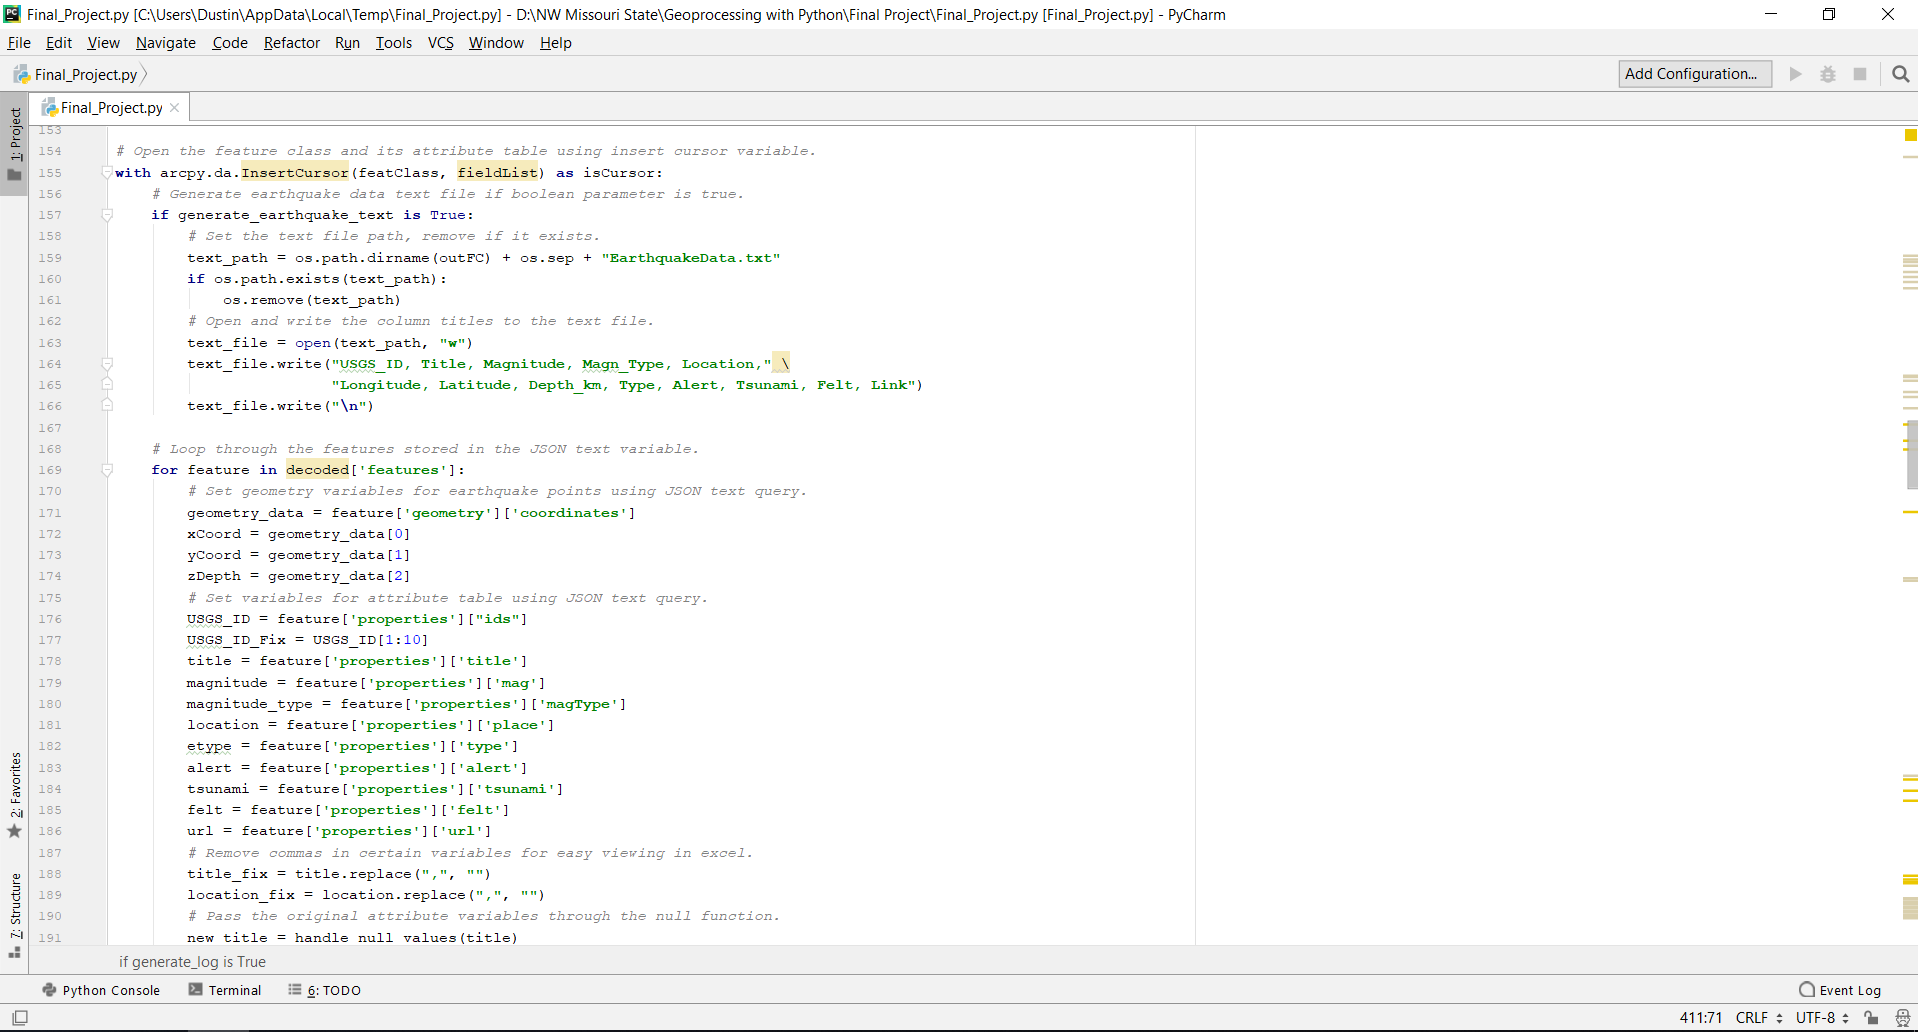 Final_Project.py [C:\Users\Dustin\AppData\Local\Temp\Final_Project.py] - D:\NW Missouri State\Geoprocessing with Python\Final Project\Final_Project.py [Final_Project.py] - PyCharm
File Edit View Navigate Code Refactor Run Tools VCS Window Help
Final_Project.py Add Configuration...
Final_Project.py
1: Project
2: Favorites
7: Structure
153
154 # Open the feature class and its attribute table using insert cursor variable.
155 with arcpy.da.InsertCursor(featClass, fieldList) as isCursor:
156 # Generate earthquake data text file if boolean parameter is true.
157 if generate_earthquake_text is True:
158 # Set the text file path, remove if it exists.
159 text_path = os.path.dirname(outFC) + os.sep + "EarthquakeData.txt"
160 if os.path.exists(text_path):
161 os.remove(text_path)
162 # Open and write the column titles to the text file.
163 text_file = open(text_path, "w")
164 text_file.write("USGS_ID, Title, Magnitude, Magn_Type, Location," \
165 "Longitude, Latitude, Depth_km, Type, Alert, Tsunami, Felt, Link")
166 text_file.write("\n")
167
168 # Loop through the features stored in the JSON text variable.
169 for feature in decoded['features']:
170 # Set geometry variables for earthquake points using JSON text query.
171 geometry_data = feature['geometry']['coordinates']
172 xCoord = geometry_data[0]
173 yCoord = geometry_data[1]
174 zDepth = geometry_data[2]
175 # Set variables for attribute table using JSON text query.
176 USGS_ID = feature['properties']["ids"]
177 USGS_ID_Fix = USGS_ID[1:10]
178 title = feature['properties']['title']
179 magnitude = feature['properties']['mag']
180 magnitude_type = feature['properties']['magType']
181 location = feature['properties']['place']
182 etype = feature['properties']['type']
183 alert = feature['properties']['alert']
184 tsunami = feature['properties']['tsunami']
185 felt = feature['properties']['felt']
186 url = feature['properties']['url']
187 # Remove commas in certain variables for easy viewing in excel.
188 title_fix = title.replace(",", "")
189 location_fix = location.replace(",", "")
190 # Pass the original attribute variables through the null function.
191 new_title = handle_null_values(title)
if generate_log is True
Python Console Terminal 6: TODO Event Log
411:71 CRLF UTF-8